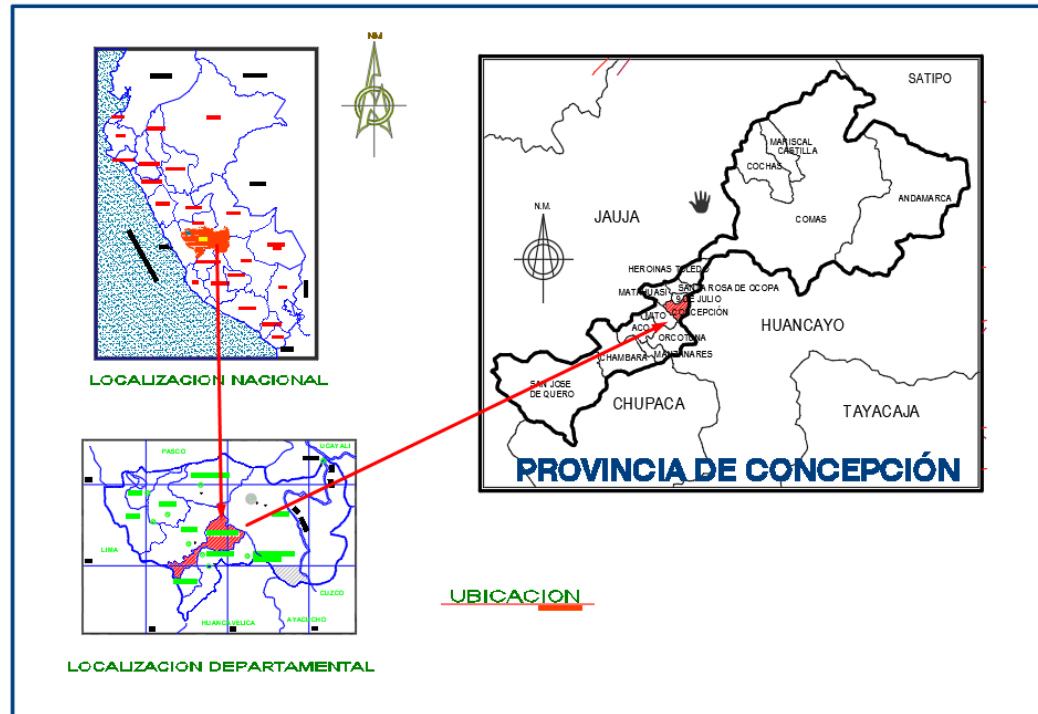 NM
LOCALIZACION NACIONAL
SATIPO
MARISCAL
CASTILLA
COCHAS
ANDAMARCA
COMAS
JAUJA
N.M.
HEROINAS TOLEDO
SANTA ROSA DE OCOPA
MATAHUASI
9 DE JULIO
CONCEPCIÓN
MITO
ACO
ORCOTUNA
HUANCAYO
CHAMBARA
MANZANARES
SAN JOSE
DE QUERO
CHUPACA
TAYACAJA
PROVINCIA DE CONCEPCIÓN
UCAYALI
PASCO
LIMA
CUZCO
HUANCAVELICA
AYACUCHO
LOCALIZACION DEPARTAMENTAL
UBICACION